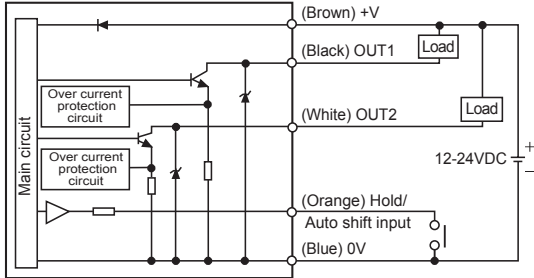 (Brown) +V
(Black) OUT1
Load
Over current
protection
circuit
(White) OUT2
Load
Main circuit
Over current
protection
circuit
12-24VDC
+
−
(Orange) Hold/
Auto shift input
(Blue) 0V